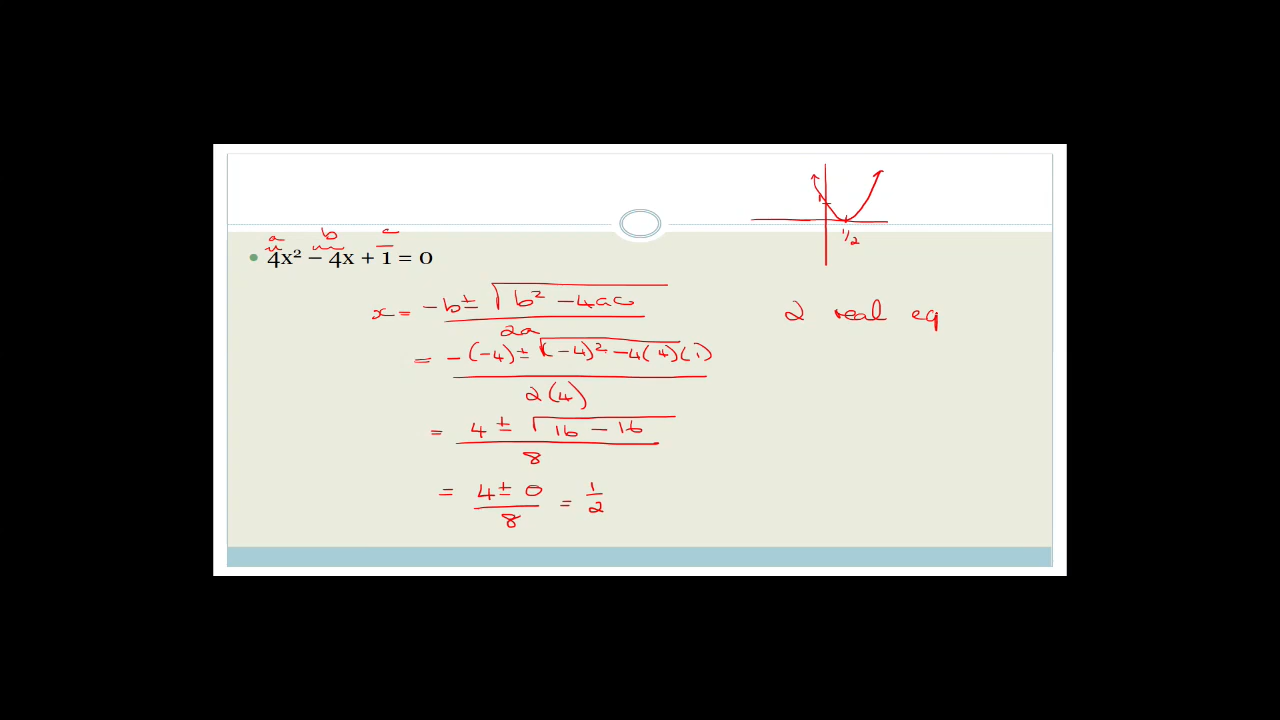 1
1/2
a b c
• 4x² − 4x + 1 = 0
x = -b ± √(b² - 4ac) / 2a
2 real eq
= -(-4) ± √((-4)² - 4(4)(1)) / 2(4)
= 4 ± √(16 - 16) / 8
= 4 ± 0 / 8 = 1/2